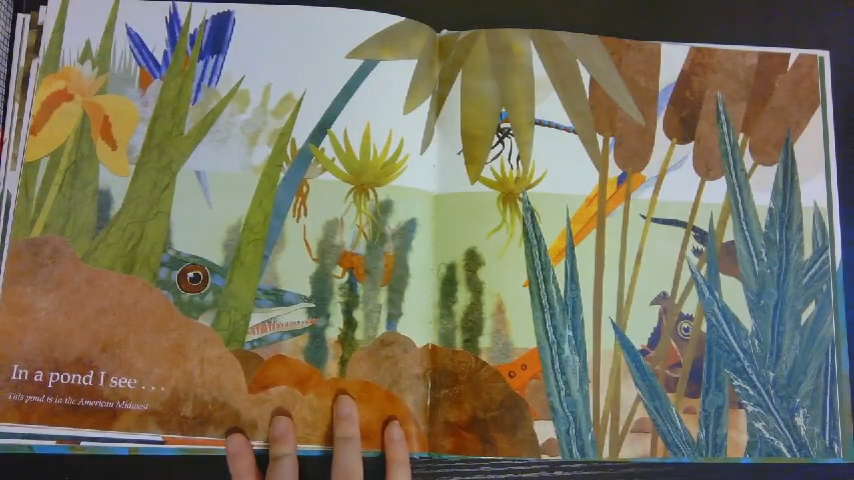 In a pond I see . . .
This pond is in the American Midwest